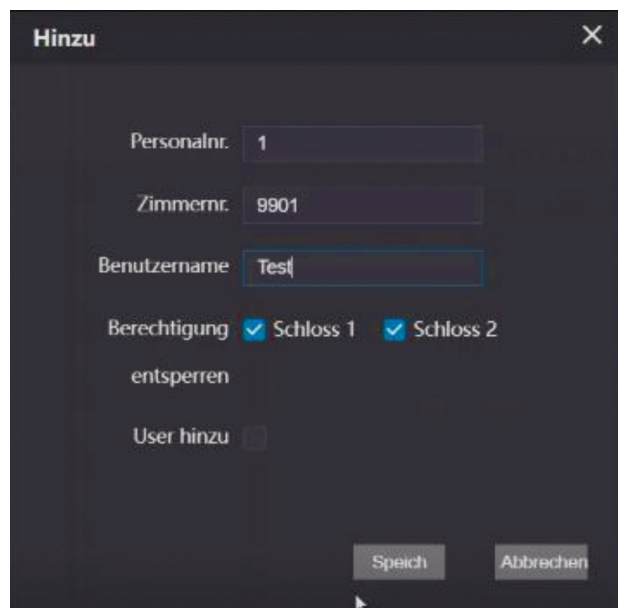 Hinzu
Personalnr. 1
Zimmernr. 9901
Benutzername Test
Berechtigung Schloss 1 Schloss 2
entsperren
User hinzu
Speich Abbrechen